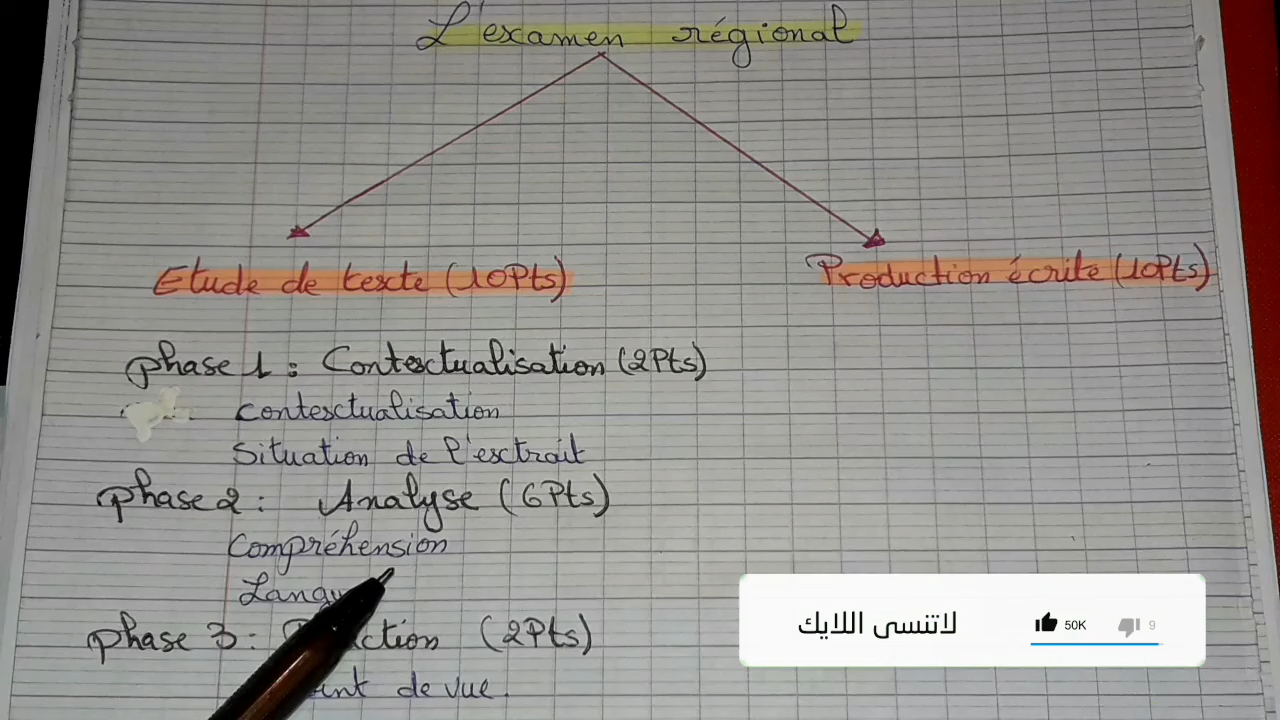 L'examen régional
Etude de texte (10Pts)
Production écrite (10Pts)
phase 1 : Contextualisation (2Pts)
contextualisation
situation de l'extrait
phase 2 : Analyse (6Pts)
Compréhension
phase 3 : (2Pts)
de vue.
لاتنسى اللايك
50K
9